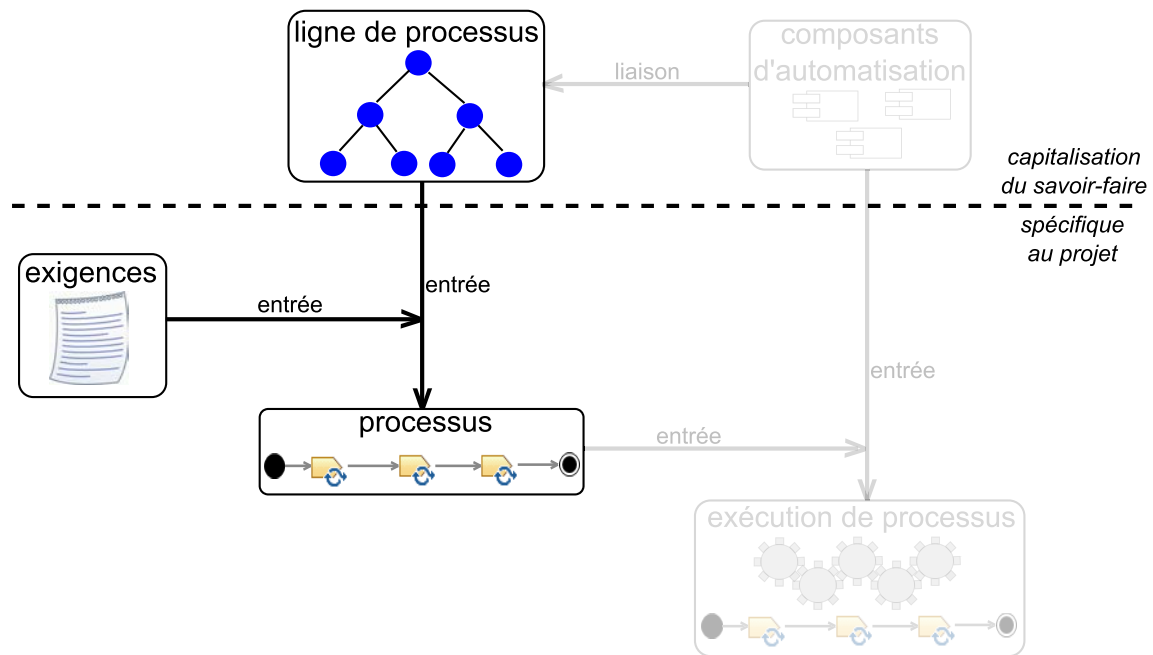 ligne de processus
composants
d'automatisation
liaison
capitalisation
du savoir-faire
spécifique
au projet
exigences
entrée
entrée
processus
entrée
entrée
exécution de processus